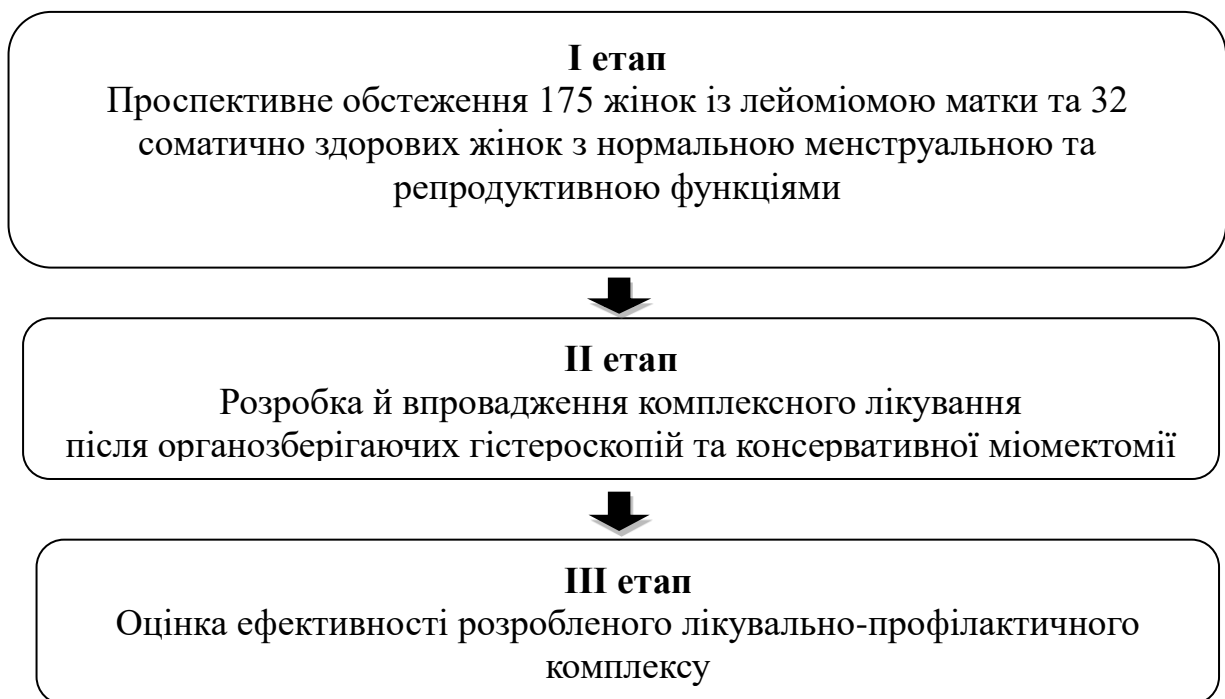 I етап
Проспективне обстеження 175 жінок із лейоміомою матки та 32
соматично здорових жінок з нормальною менструальною та
репродуктивною функціями
II етап
Розробка й впровадження комплексного лікування
після органозберігаючих гістероскопій та консервативної міомектомії
III етап
Оцінка ефективності розробленого лікувально-профілактичного
комплексу